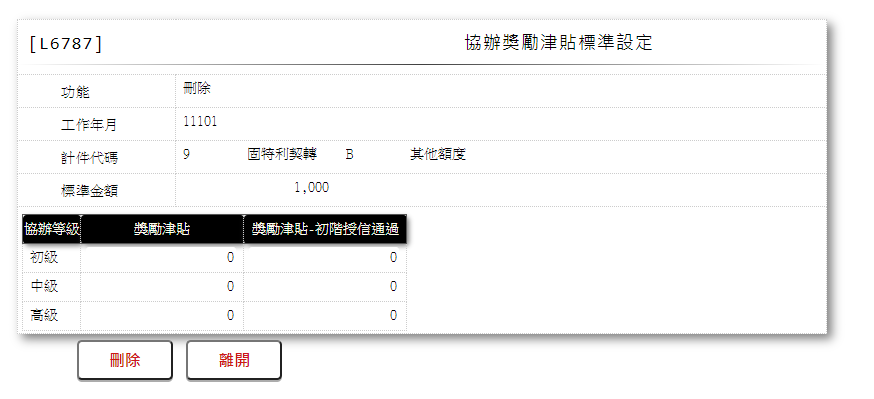 [L6787] 協辦獎勵津貼標準設定
功能 刪除
工作年月 11101
計件代碼 9 固特利契轉 B 其他額度
標準金額 1,000
協辦等級 獎勵津貼 獎勵津貼-初階授信通過
初級 0 0
中級 0 0
高級 0 0
刪除 離開